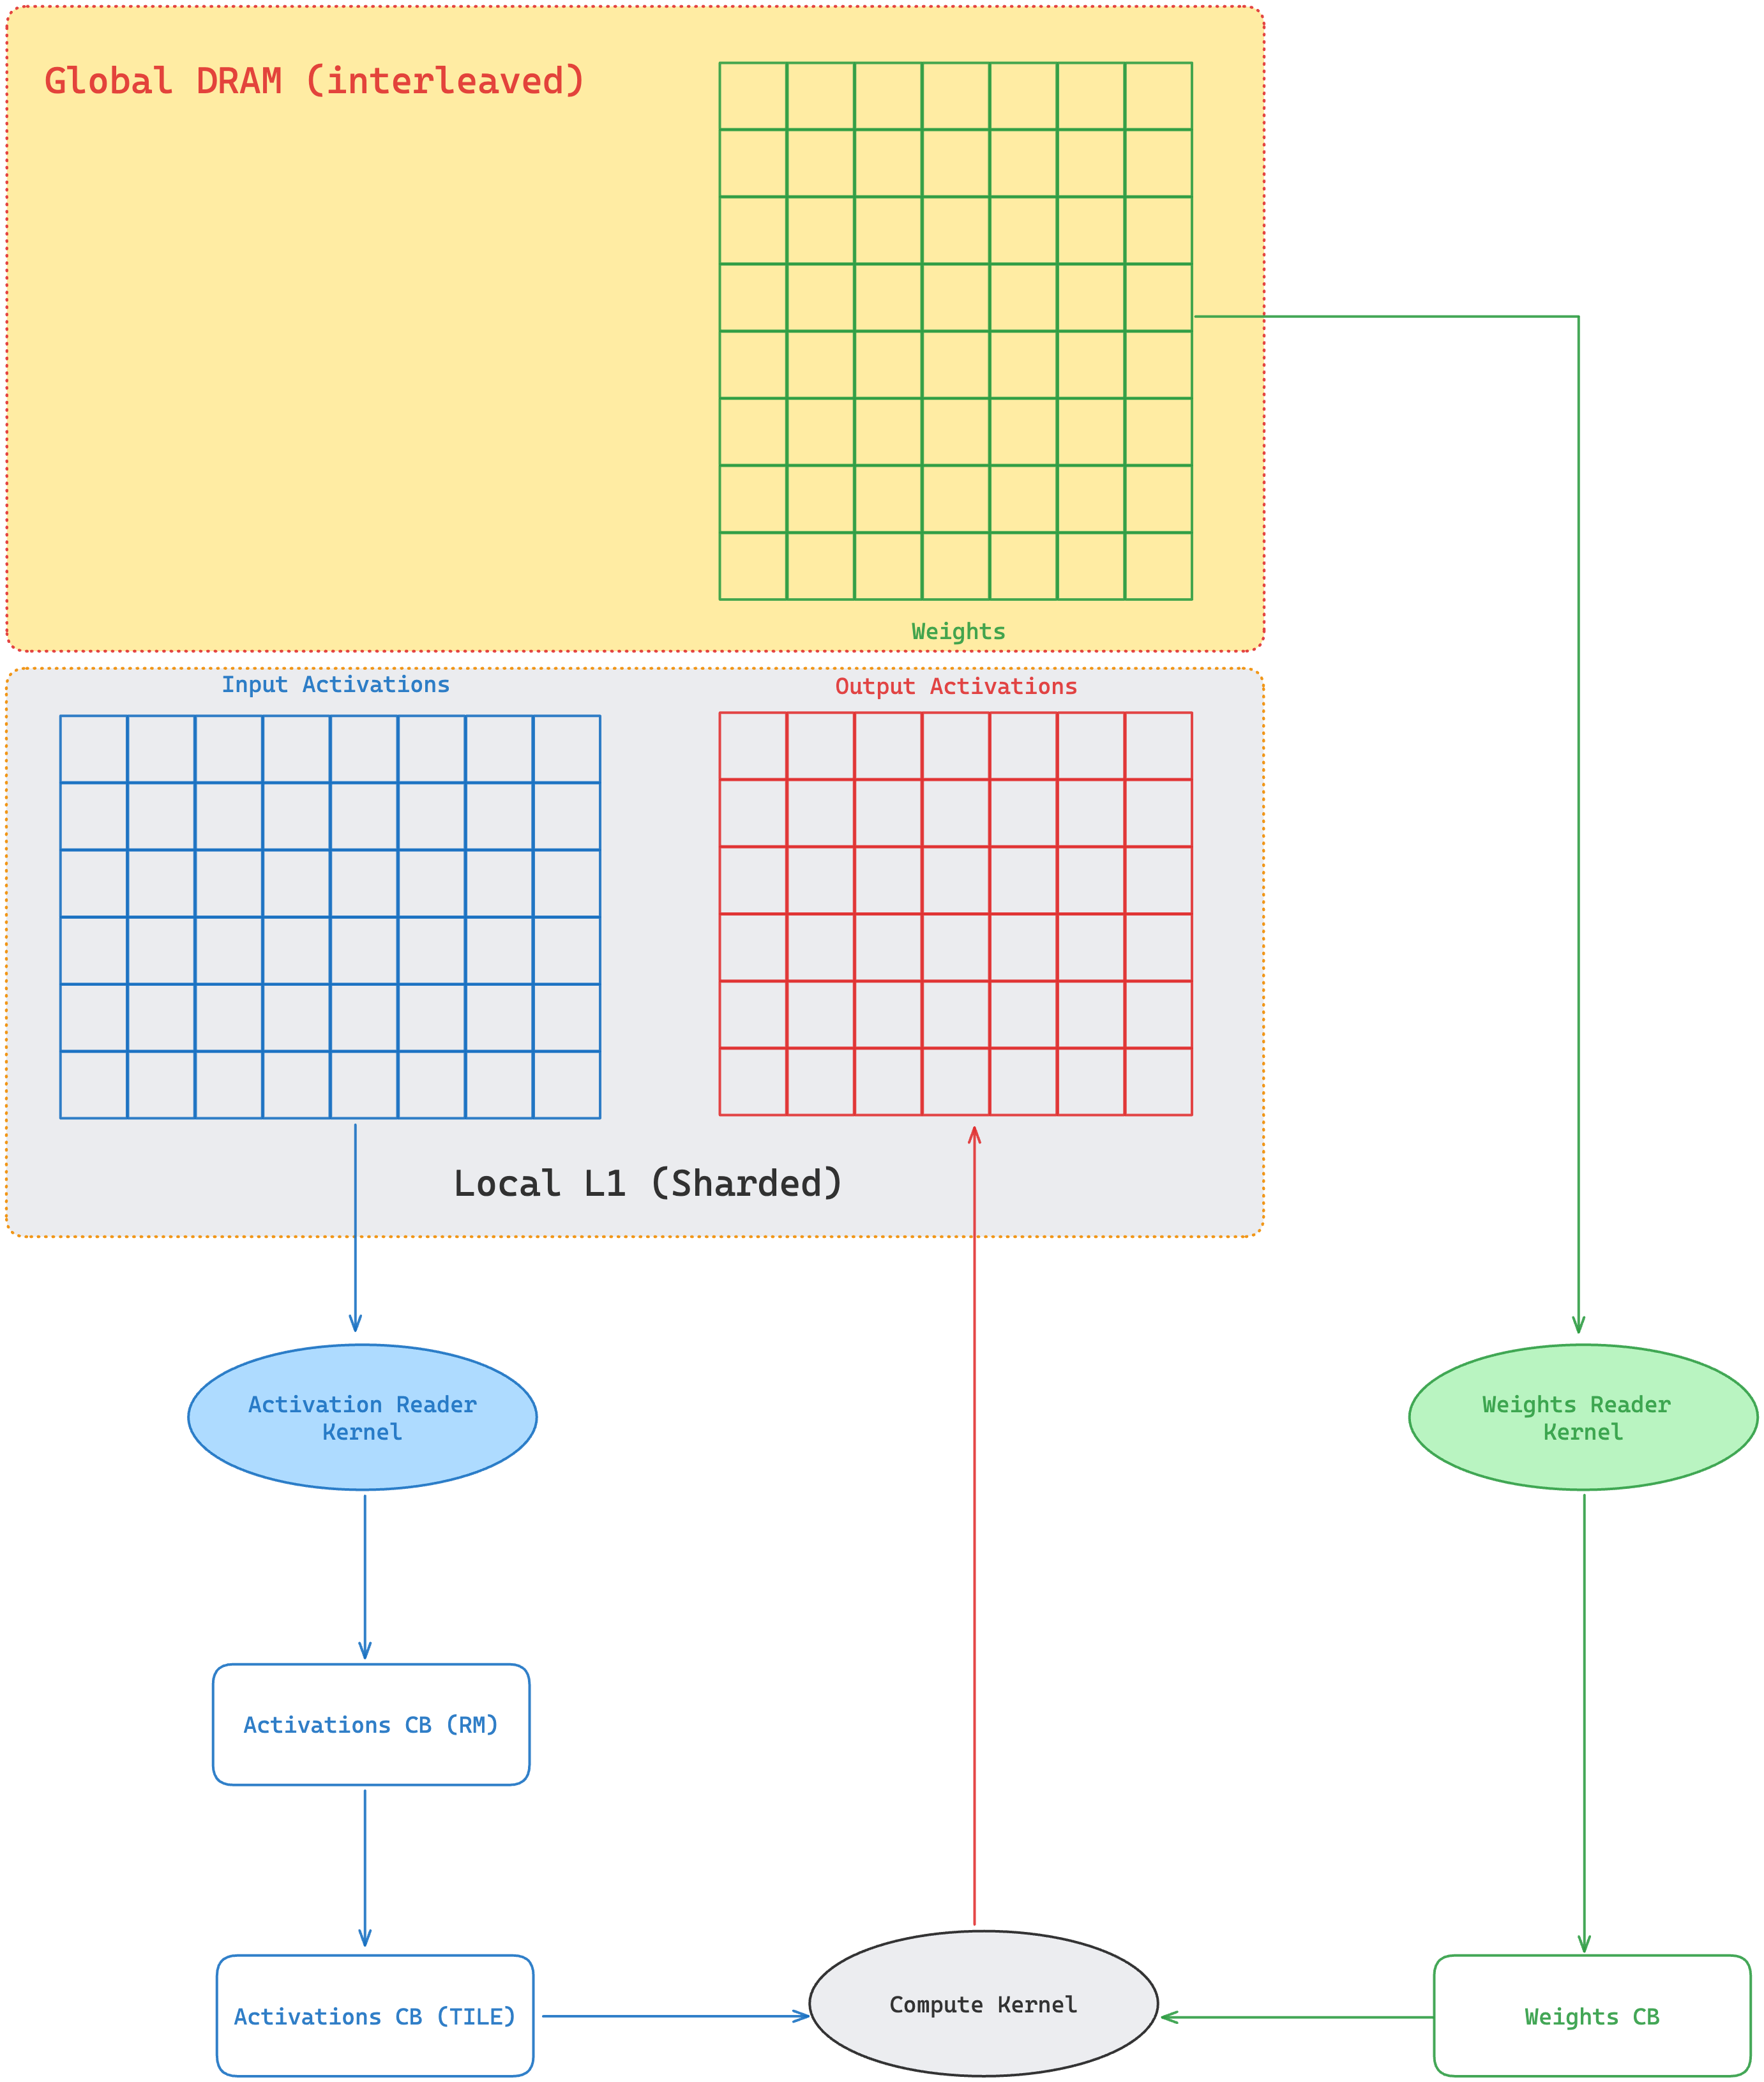 Global DRAM (interleaved)
Weights
Input Activations
Output Activations
Local L1 (Sharded)
Activation Reader
Kernel
Weights Reader
Kernel
Activations CB (RM)
Activations CB (TILE)
Compute Kernel
Weights CB